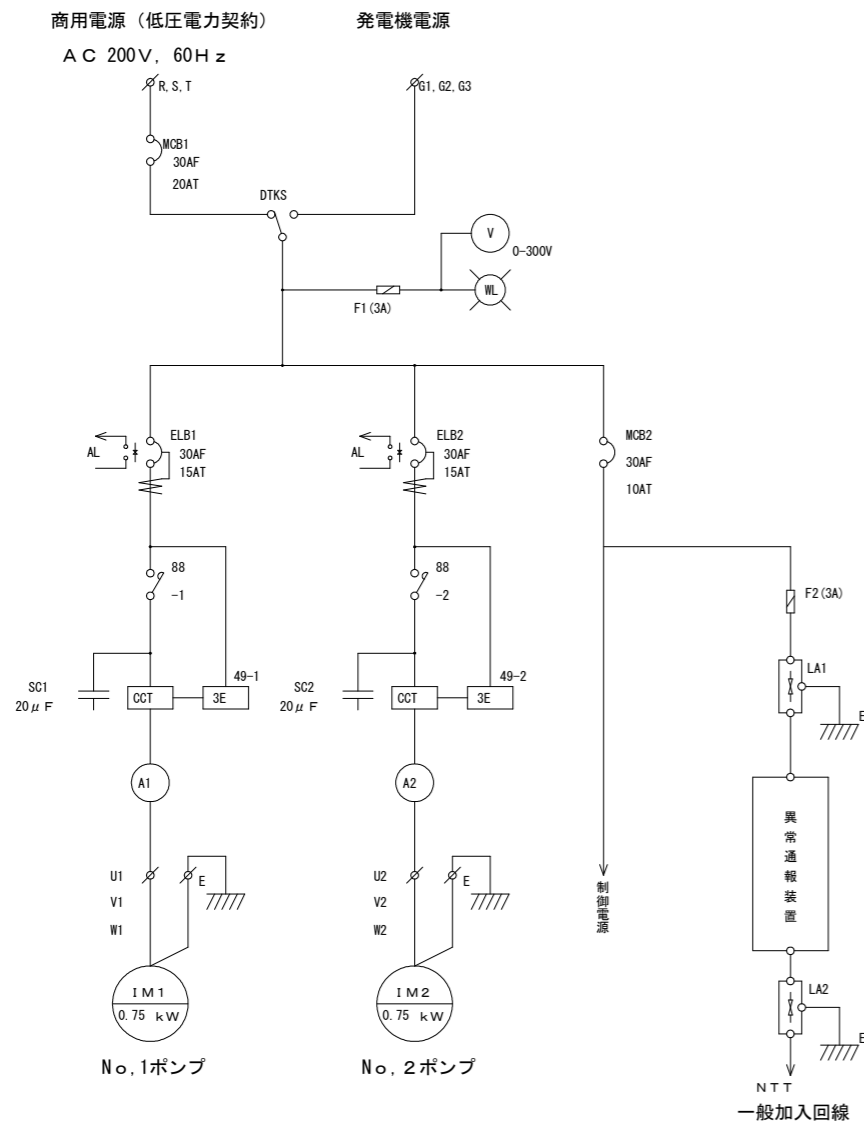 商用電源（低圧電力契約）
発電機電源
ＡＣ 200Ｖ, 60Ｈｚ
R,S,T
G1,G2,G3
MCB1
30AF
20AT
DTKS
V
0-300V
WL
F1(3A)
AL
ELB1
30AF
15AT
AL
ELB2
30AF
15AT
MCB2
30AF
10AT
88
-1
88
-2
F2(3A)
SC1
20μF
CCT
3E
49-1
SC2
20μF
CCT
3E
49-2
LA1
E
A1
A2
異常通報装置
U1
V1
W1
E
U2
V2
W2
E
制御電源
ＩＭ１
0.75 kW
ＩＭ２
0.75 kW
LA2
E
Ｎｏ,1ポンプ
Ｎｏ,２ポンプ
ＮＴＴ
一般加入回線